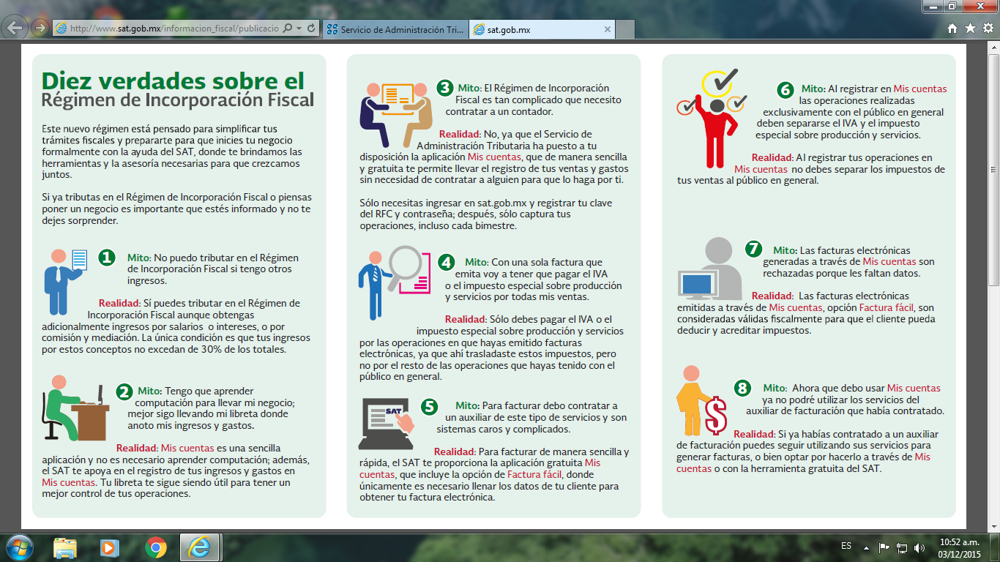 http://www.sat.gob.mx/informacion_fiscal/publicacio
Servicio de Administración Tri...
sat.gob.mx
Diez verdades sobre el
Régimen de Incorporación Fiscal
Este nuevo régimen está pensado para simplificar tus
trámites fiscales y prepararte para que inicies tu negocio
formalmente con la ayuda del SAT, donde te brindamos las
herramientas y la asesoría necesarias para que crezcamos
juntos.
Si ya tributas en el Régimen de Incorporación Fiscal o piensas
poner un negocio es importante que estés informado y no te
dejes sorprender.
1 Mito: No puedo tributar en el Régimen
de Incorporación Fiscal si tengo otros
ingresos.
Realidad: Sí puedes tributar en el Régimen de
Incorporación Fiscal aunque obtengas
adicionalmente ingresos por salarios o intereses, o por
comisión y mediación. La única condición es que tus ingresos
por estos conceptos no excedan de 30% de los totales.
2 Mito: Tengo que aprender
computación para llevar mi negocio;
mejor sigo llevando mi libreta donde
anoto mis ingresos y gastos.
Realidad: Mis cuentas es una sencilla
aplicación y no es necesario aprender computación; además,
el SAT te apoya en el registro de tus ingresos y gastos en
Mis cuentas. Tu libreta te sigue siendo útil para tener un
mejor control de tus operaciones.
3 Mito: El Régimen de Incorporación
Fiscal es tan complicado que necesito
contratar a un contador.
Realidad: No, ya que el Servicio de
Administración Tributaria ha puesto a tu
disposición la aplicación Mis cuentas, que de manera sencilla
y gratuita te permite llevar el registro de tus ventas y gastos
sin necesidad de contratar a alguien para que lo haga por ti.
Sólo necesitas ingresar en sat.gob.mx y registrar tu clave
del RFC y contraseña; después, sólo captura tus
operaciones, incluso cada bimestre.
4 Mito: Con una sola factura que
emita voy a tener que pagar el IVA
o el impuesto especial sobre producción
y servicios por todas mis ventas.
Realidad: Sólo debes pagar el IVA o el
impuesto especial sobre producción y servicios
por las operaciones en que hayas emitido facturas
electrónicas, ya que ahí trasladaste estos impuestos, pero
no por el resto de las operaciones que hayas tenido con el
público en general.
SAT
5 Mito: Para facturar debo contratar a
un auxiliar de este tipo de servicios y son
sistemas caros y complicados.
Realidad: Para facturar de manera sencilla y
rápida, el SAT te proporciona la aplicación gratuita Mis
cuentas, que incluye la opción de Factura fácil, donde
únicamente es necesario llenar los datos de tu cliente para
obtener tu factura electrónica.
6 Mito: Al registrar en Mis cuentas
las operaciones realizadas
exclusivamente con el público en general
deben separarse el IVA y el impuesto
especial sobre producción y servicios.
Realidad: Al registrar tus operaciones en
Mis cuentas no debes separar los impuestos de
tus ventas al público en general.
7 Mito: Las facturas electrónicas
generadas a través de Mis cuentas son
rechazadas porque les faltan datos.
Realidad: Las facturas electrónicas
emitidas a través de Mis cuentas, opción Factura fácil, son
consideradas válidas fiscalmente para que el cliente pueda
deducir y acreditar impuestos.
8 Mito: Ahora que debo usar Mis cuentas
ya no podré utilizar los servicios del
auxiliar de facturación que había contratado.
$
Realidad: Si ya habías contratado a un auxiliar
de facturación puedes seguir utilizando sus servicios para
generar facturas, o bien optar por hacerlo a través de Mis
cuentas o con la herramienta gratuita del SAT.
ES
10:52 a.m.
03/12/2015